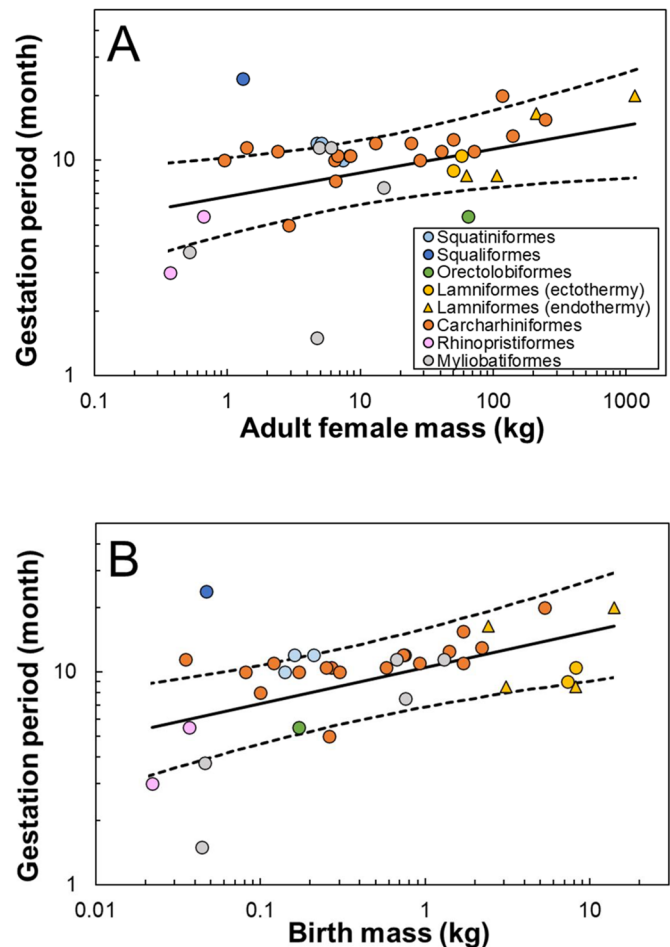 A
Gestation period (month)
10
1
Squatiniformes
Squaliformes
Orectolobiformes
Lamniformes (ectothermy)
Lamniformes (endothermy)
Carcharhiniformes
Rhinopristiformes
Myliobatiformes
0.1 1 10 100 1000
Adult female mass (kg)
B
Gestation period (month)
10
1
0.01 0.1 1 10
Birth mass (kg)